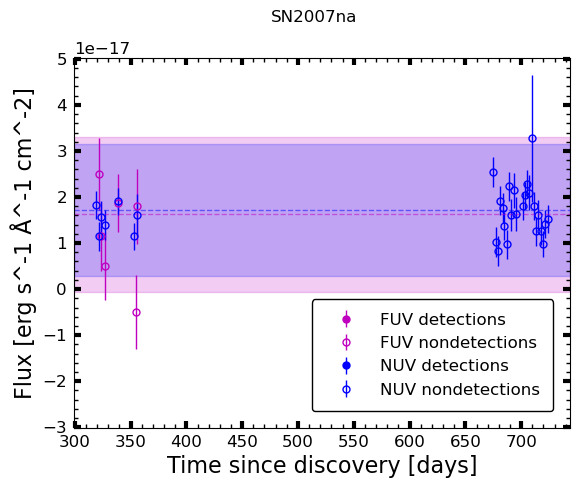 SN2007na
1e−17
5
4
3
2
1
0
−1
−2
−3
Flux [erg s^-1 Å^-1 cm^-2]
FUV detections
FUV nondetections
NUV detections
NUV nondetections
300 350 400 450 500 550 600 650 700
Time since discovery [days]